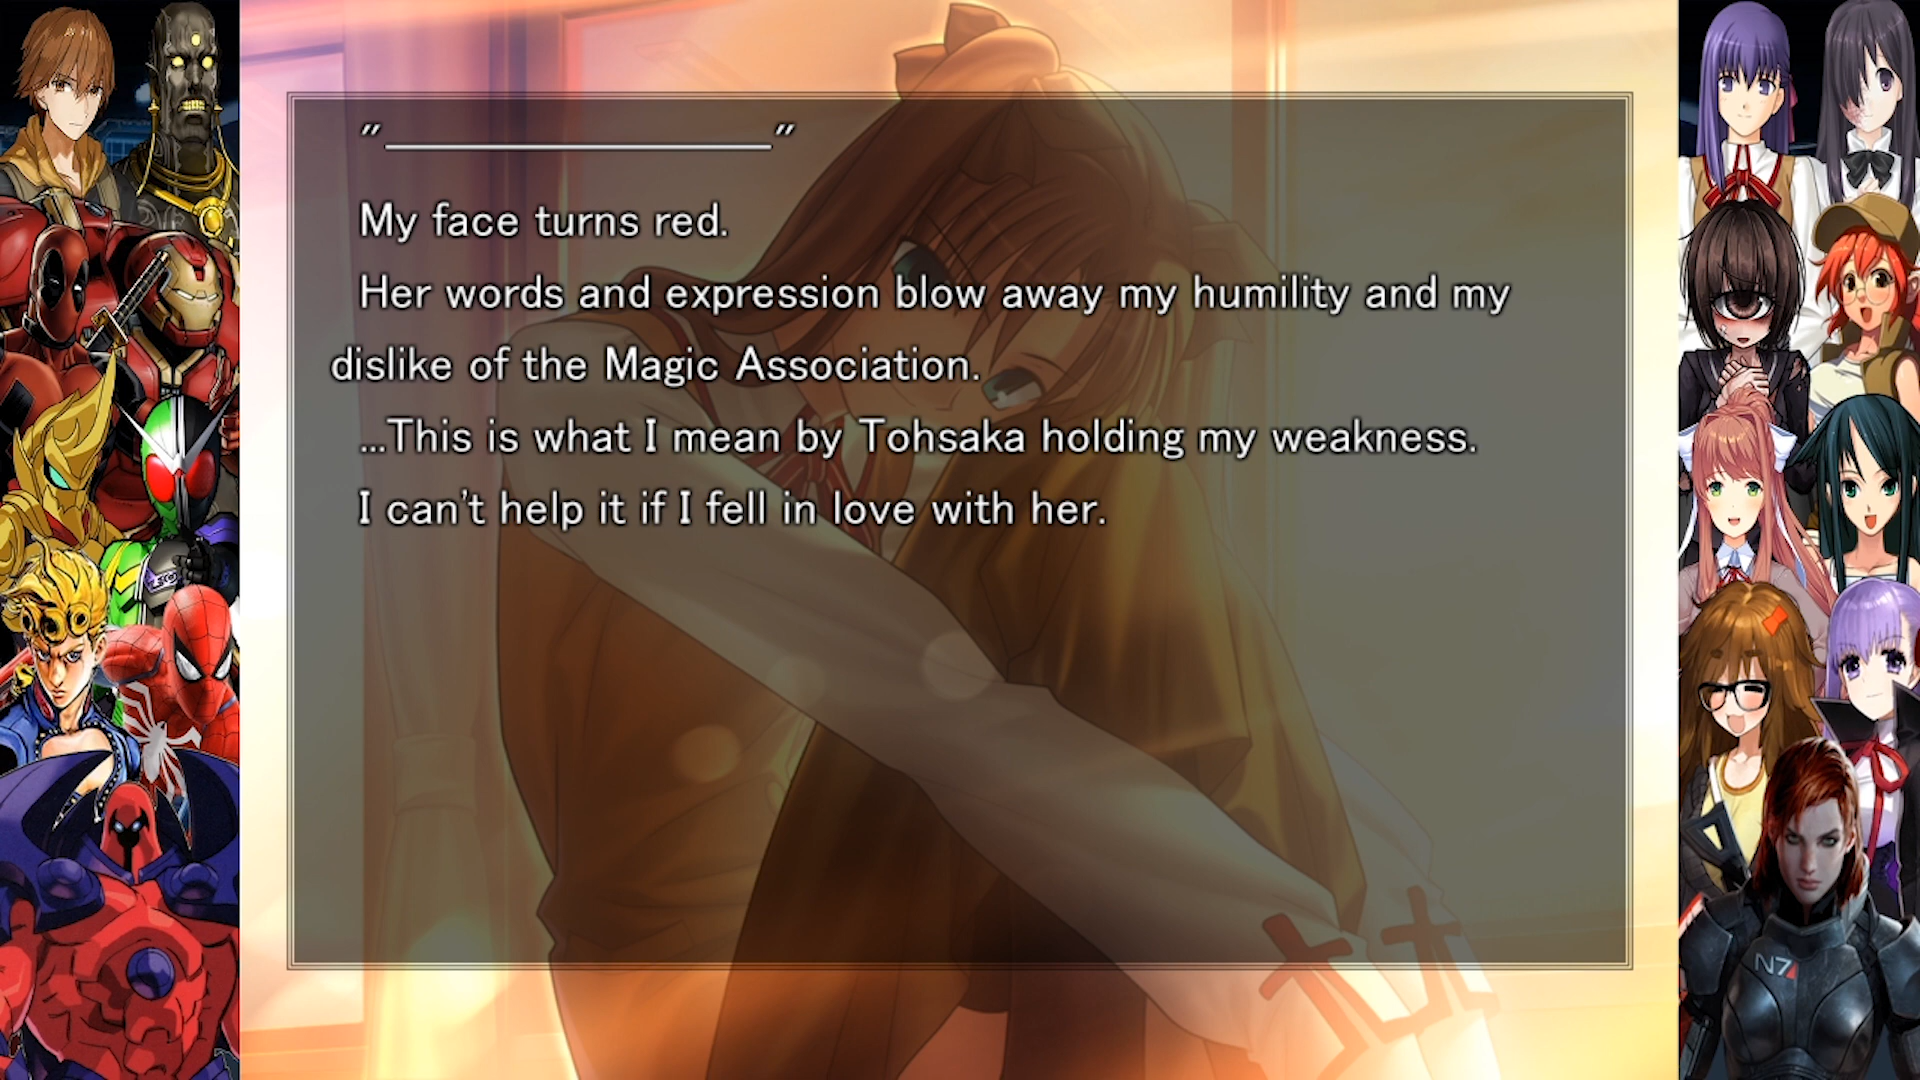 "――――――――"
My face turns red.
Her words and expression blow away my humility and my
dislike of the Magic Association.
...This is what I mean by Tohsaka holding my weakness.
I can't help it if I fell in love with her.
N7